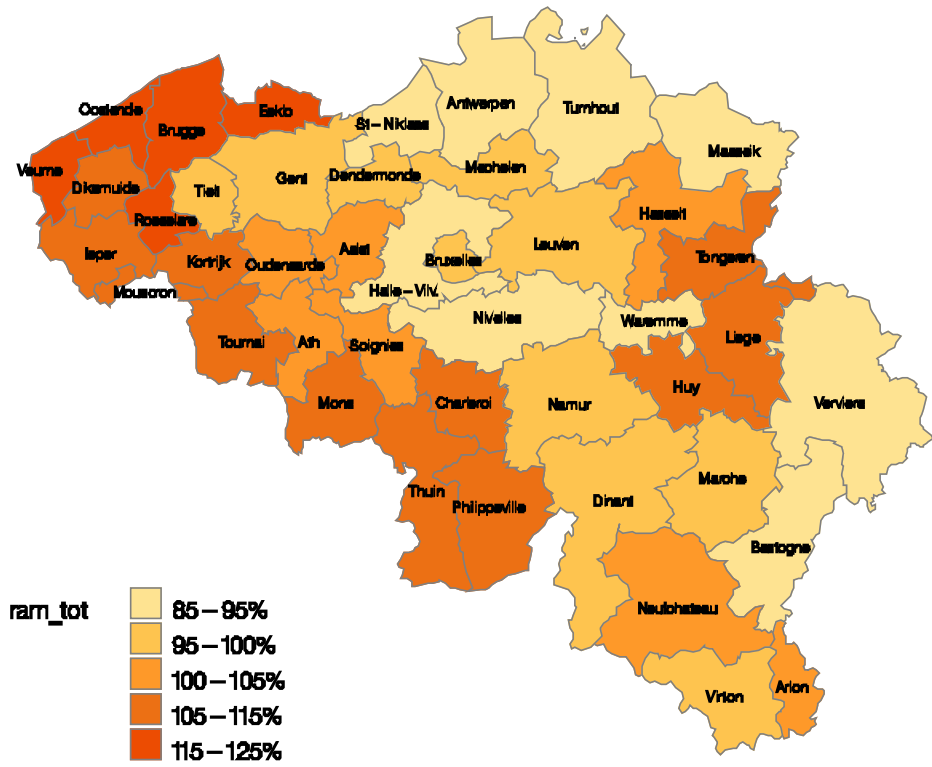 Antwerpen
Turnhout
Oostende
Eeklo
St-Niklaas
Brugge
Maaseik
Mechelen
Veurne
Dendermonde
Gent
Diksmuide
Tielt
Hasselt
Roeselare
Leuven
Aalst
Ieper
Kortrijk
Oudenaarde
Bruxelles
Tongeren
Mouscron
Halle-Vilv.
Nivelles
Waremme
Tournai
Ath
Soignies
Liege
Huy
Mons
Charleroi
Namur
Verviers
Marche
Thuin
Philippeville
Dinant
Bastogne
Neufchateau
Arlon
Virton
ram_tot
85-95%
95-100%
100-105%
105-115%
115-125%